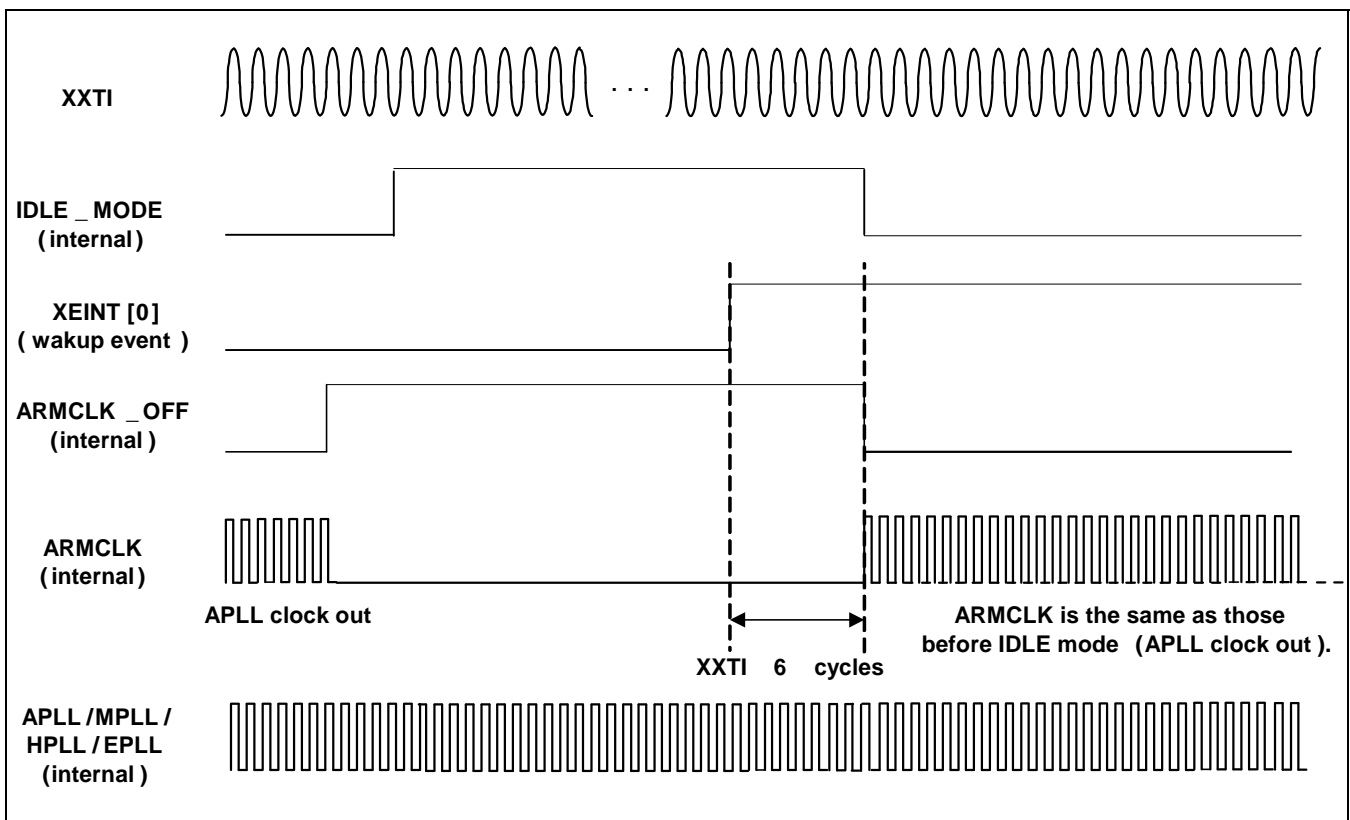 XXTI
. . .
IDLE _ MODE
(internal)
XEINT [0]
( wakup event )
ARMCLK _ OFF
(internal )
ARMCLK
(internal)
APLL clock out
ARMCLK is the same as those
before IDLE mode (APLL clock out ).
XXTI 6 cycles
APLL /MPLL /
HPLL / EPLL
(internal )